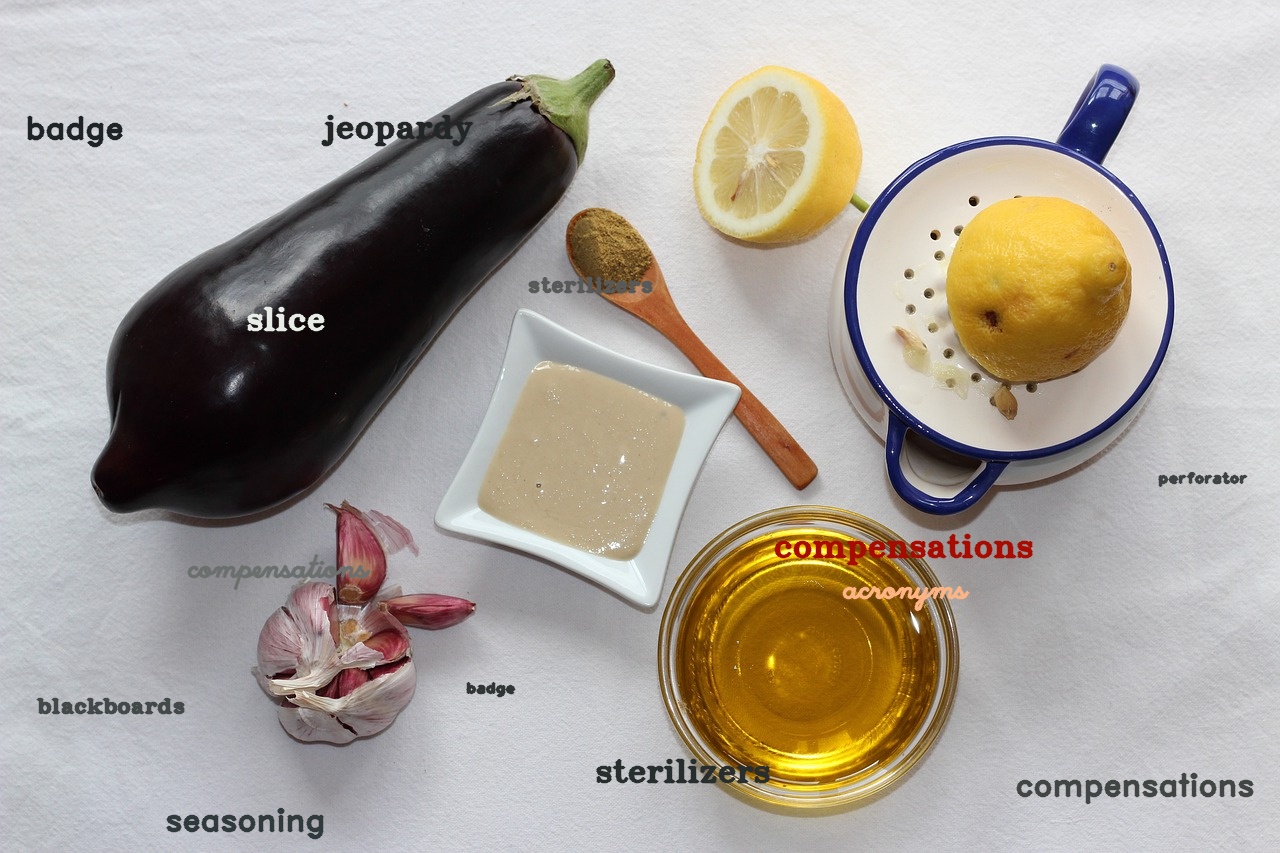 badge
jeopardy
sterilizers
slice
perforator
compensations
compensations
acronyms
badge
blackboards
sterilizers
compensations
seasoning